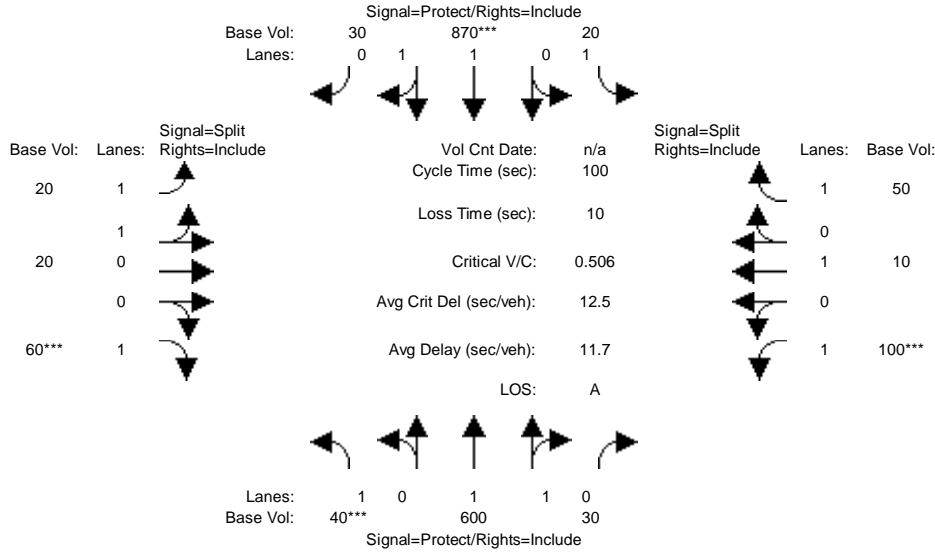 Signal=Protect/Rights=Include
Base Vol: 30 870*** 20
Lanes: 0 1 1 0 1
Signal=Split
Rights=Include
Base Vol: Lanes:
20 1
1
20 0
0
60*** 1
Vol Cnt Date: n/a
Cycle Time (sec): 100
Loss Time (sec): 10
Critical V/C: 0.506
Avg Crit Del (sec/veh): 12.5
Avg Delay (sec/veh): 11.7
LOS: A
Signal=Split
Rights=Include
Lanes: Base Vol:
1 50
0
1 10
0
1 100***
Lanes: 1 0 1 1 0
Base Vol: 40*** 600 30
Signal=Protect/Rights=Include